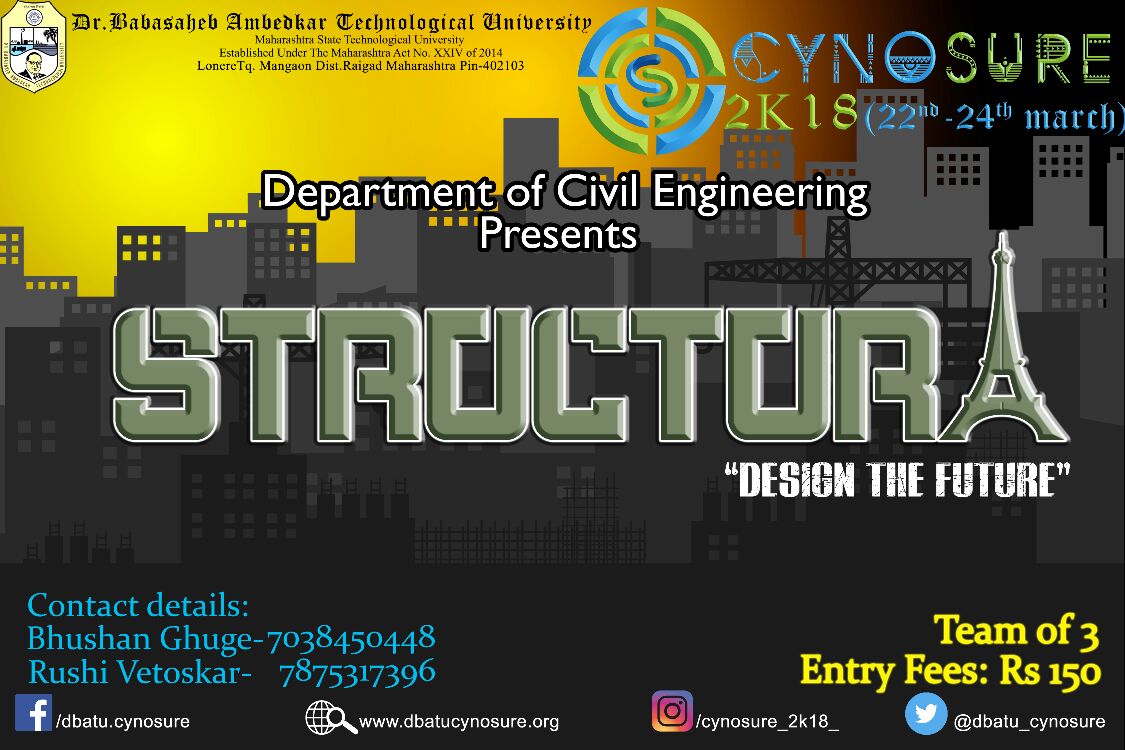 Dr.Babasaheb Ambedkar Technological University
Maharashtra State Technological University
Established Under The Maharashtra Act No. XXIV of 2014
LonereTq. Mangaon Dist.Raigad Maharashtra Pin-402103
CYNOSURE
2K18 (22nd -24th march)
Department of Civil Engineering
Presents
STRUCTURA
“DESIGN THE FUTURE”
Contact details:
Bhushan Ghuge-7038450448
Rushi Vetoskar- 7875317396
Team of 3
Entry Fees: Rs 150
/dbatu.cynosure
www.dbatucynosure.org
/cynosure_2k18_
@dbatu_cynosure